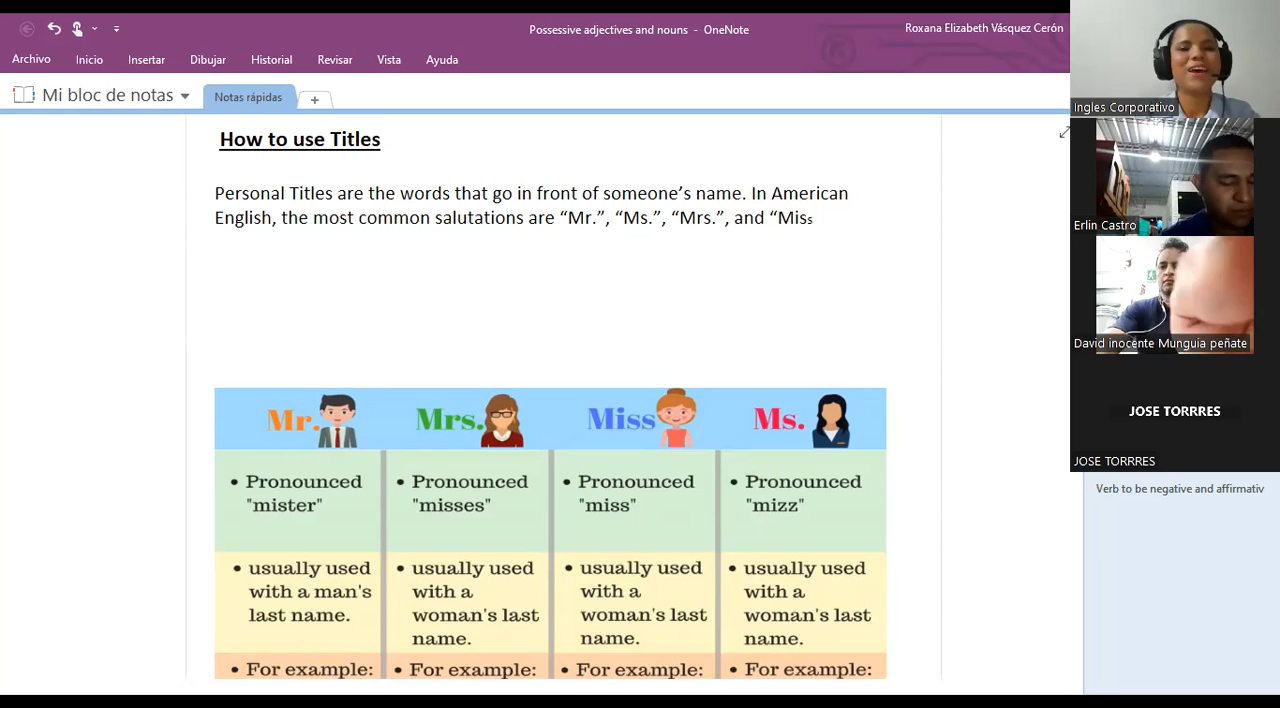 Possessive adjectives and nouns - OneNote
Roxana Elizabeth Vásquez Cerón
Archivo Inicio Insertar Dibujar Historial Revisar Vista Ayuda
Mi bloc de notas
Notas rápidas
How to use Titles
Personal Titles are the words that go in front of someone’s name. In American
English, the most common salutations are “Mr.”, “Ms.”, “Mrs.”, and “Miss
Mr.
Mrs.
Miss
Ms.
• Pronounced
"mister"
• Pronounced
"misses"
• Pronounced
"miss"
• Pronounced
"mizz"
• usually used
with a man's
last name.
• usually used
with a
woman's last
name.
• usually used
with a
woman's last
name.
• usually used
with a
woman's last
name.
• For example:
• For example:
• For example:
• For example:
Ingles Corporativo
Erlin Castro
David inocente Munguia peñate
JOSE TORRRES
JOSE TORRRES
Verb to be negative and affirmativ